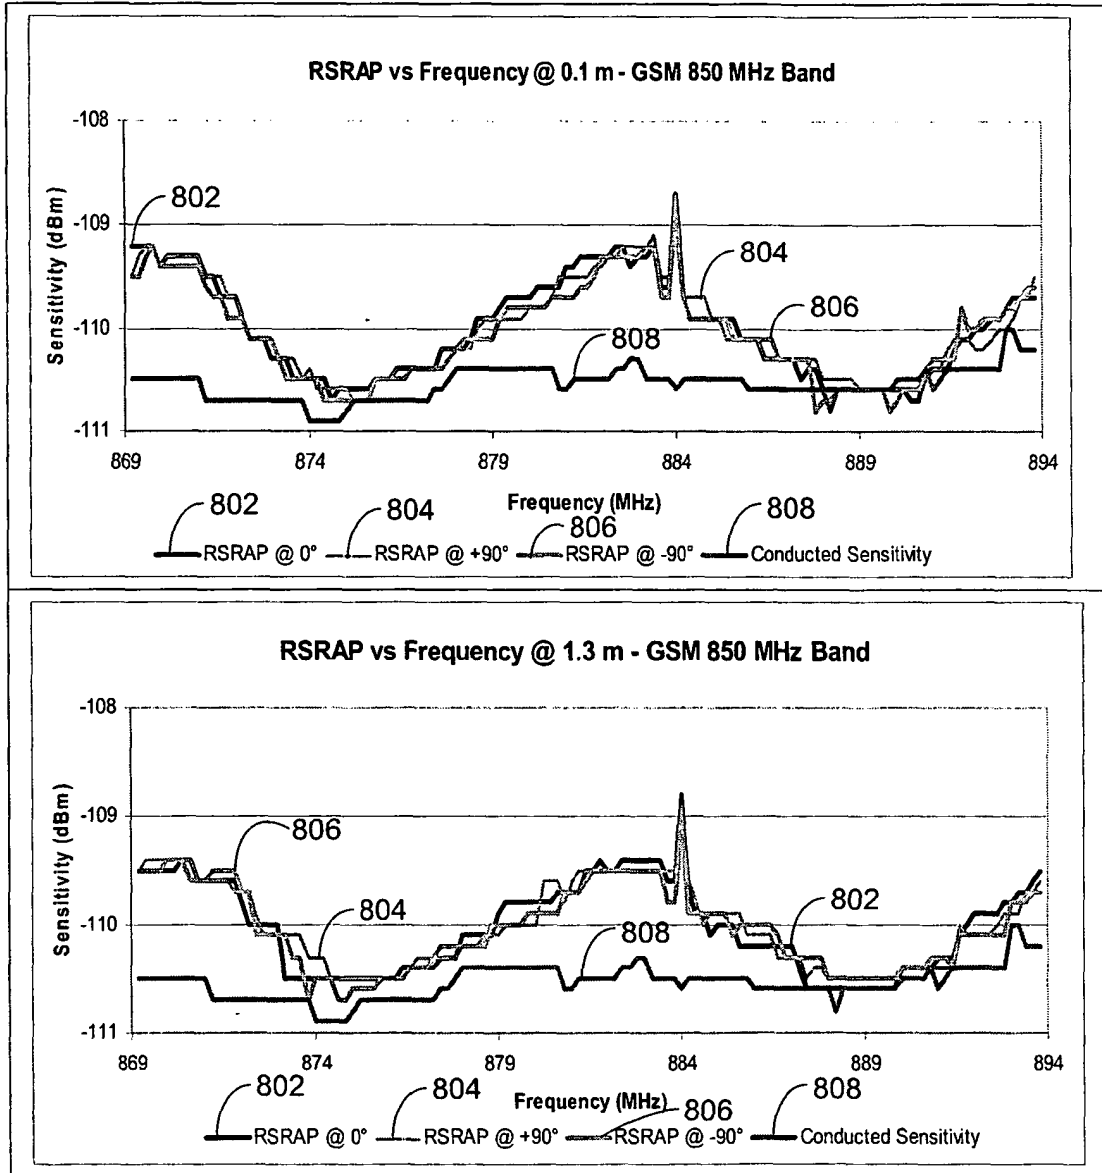 RSRAP vs Frequency @ 0.1 m - GSM 850 MHz Band
-108
802
-109
804
806
-110
808
-111
Sensitivity (dBm)
869 874 879 884 889 894
Frequency (MHz)
802 804 806 808
RSRAP @ 0° RSRAP @ +90° RSRAP @ -90° Conducted Sensitivity
RSRAP vs Frequency @ 1.3 m - GSM 850 MHz Band
-108
-109
806
804
802
-110
808
-111
Sensitivity (dBm)
869 874 879 884 889 894
802 804 806 808
Frequency (MHz)
RSRAP @ 0° RSRAP @ +90° RSRAP @ -90° Conducted Sensitivity